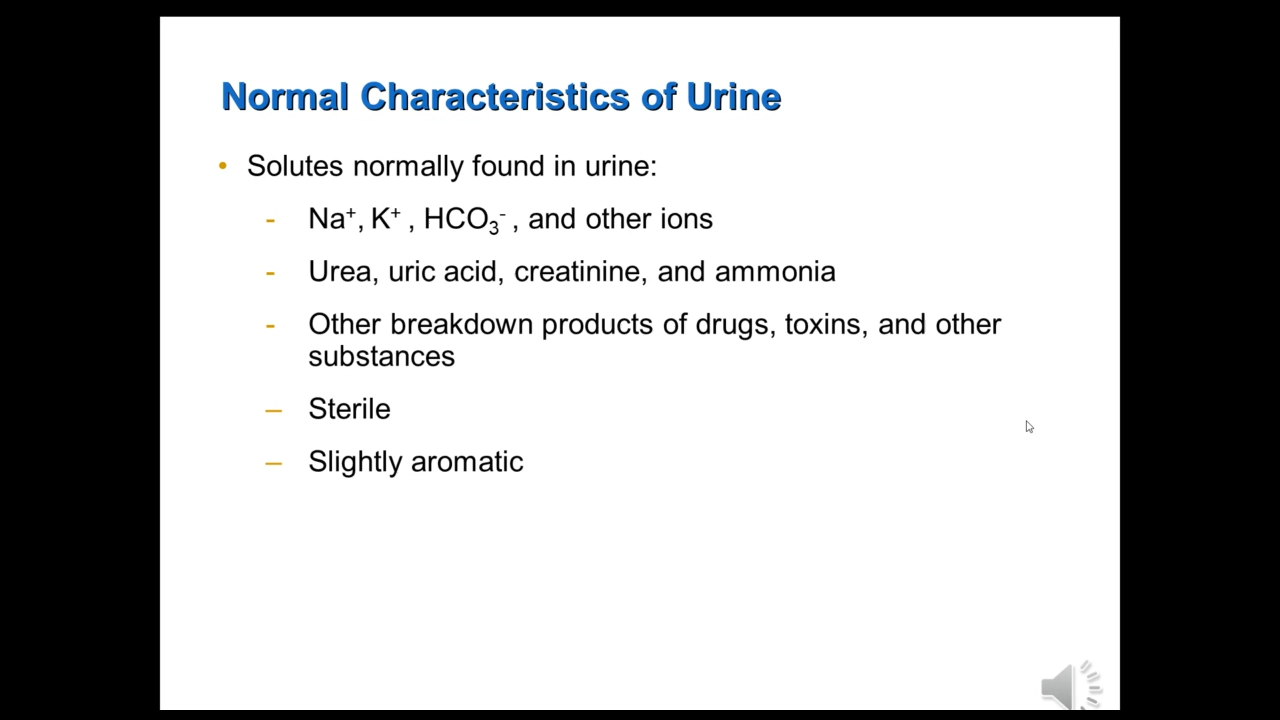 Normal Characteristics of Urine
• Solutes normally found in urine:
- Na⁺, K⁺ , HCO₃⁻ , and other ions
- Urea, uric acid, creatinine, and ammonia
- Other breakdown products of drugs, toxins, and other
substances
– Sterile
– Slightly aromatic